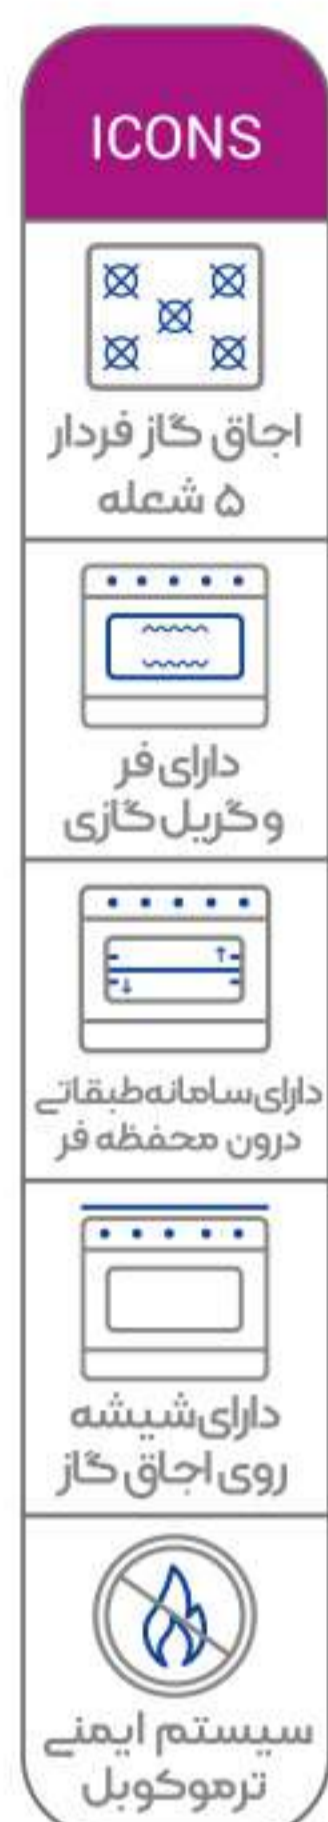 ICONS
اجاق گاز فردار
۵ شعله
دارای فر
و گریل گازی
دارای سامانه طبقاتی
درون محفظه فر
دارای شیشه
روی اجاق گاز
سیستم ایمنی
ترموکوبل